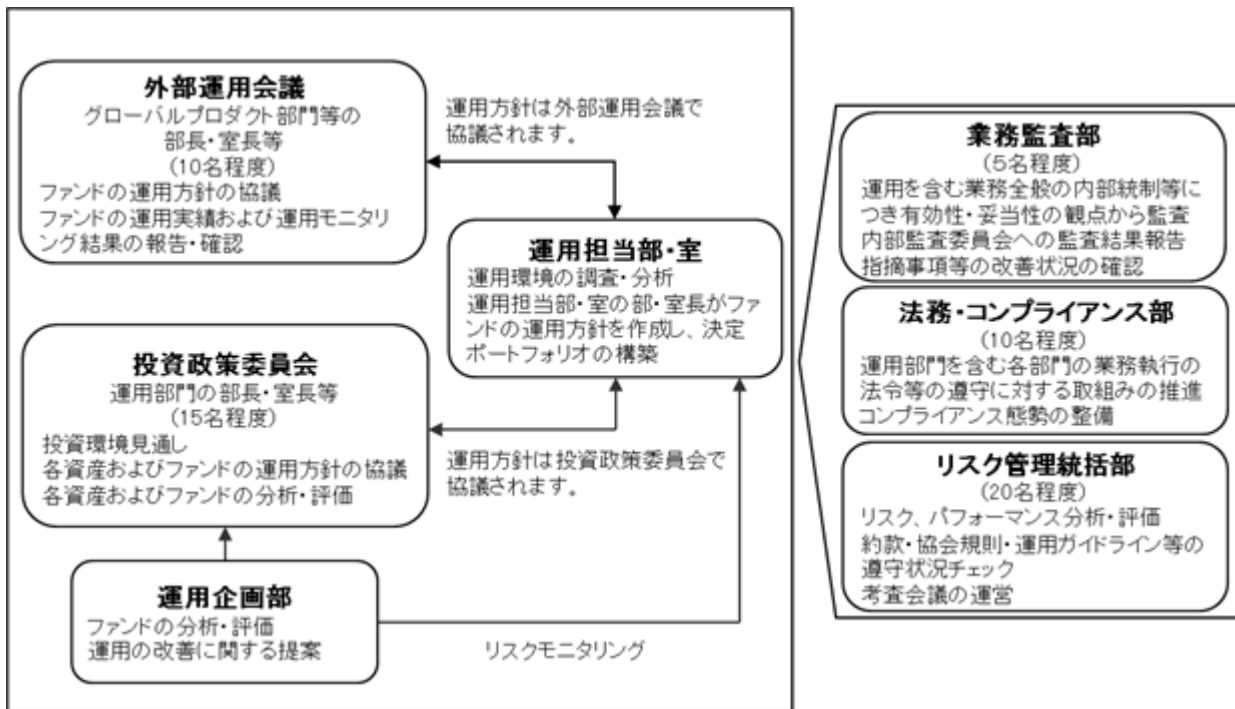 外部運用会議
グローバルプロダクト部門等の
部長・室長等
(10名程度)
ファンドの運用方針の協議
ファンドの運用実績および運用モニタリ
ング結果の報告・確認
運用方針は外部運用会議で
協議されます。
運用担当部・室
運用環境の調査・分析
運用担当部・室の部・室長がファ
ンドの運用方針を作成し、決定
ポートフォリオの構築
投資政策委員会
運用部門の部長・室長等
(15名程度)
投資環境見通し
各資産およびファンドの運用方針の協議
各資産およびファンドの分析・評価
運用方針は投資政策委員会で
協議されます。
運用企画部
ファンドの分析・評価
運用の改善に関する提案
リスクモニタリング
業務監査部
(5名程度)
運用を含む業務全般の内部統制等に
つき有効性・妥当性の観点から監査
内部監査委員会への監査結果報告
指摘事項等の改善状況の確認
法務・コンプライアンス部
(10名程度)
運用部門を含む各部門の業務執行の
法令等の遵守に対する取組みの推進
コンプライアンス態勢の整備
リスク管理統括部
(20名程度)
リスク、パフォーマンス分析・評価
約款・協会規則・運用ガイドライン等の
遵守状況チェック
考査会議の運営